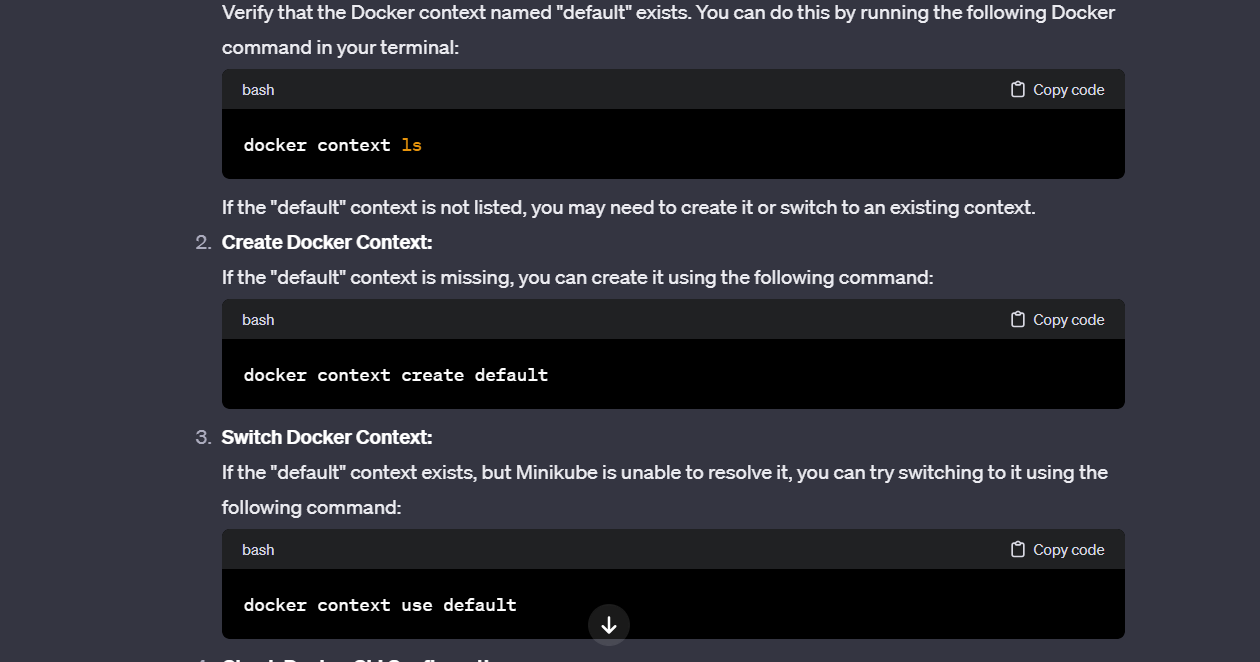 Verify that the Docker context named "default" exists. You can do this by running the following Docker
command in your terminal:
bash
Copy code
docker context ls
If the "default" context is not listed, you may need to create it or switch to an existing context.
2. Create Docker Context:
If the "default" context is missing, you can create it using the following command:
bash
Copy code
docker context create default
3. Switch Docker Context:
If the "default" context exists, but Minikube is unable to resolve it, you can try switching to it using the
following command:
bash
Copy code
docker context use default